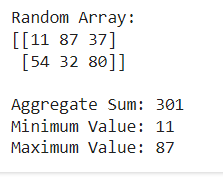 Random Array:
[[11 87 37]
 [54 32 80]]
Aggregate Sum: 301
Minimum Value: 11
Maximum Value: 87